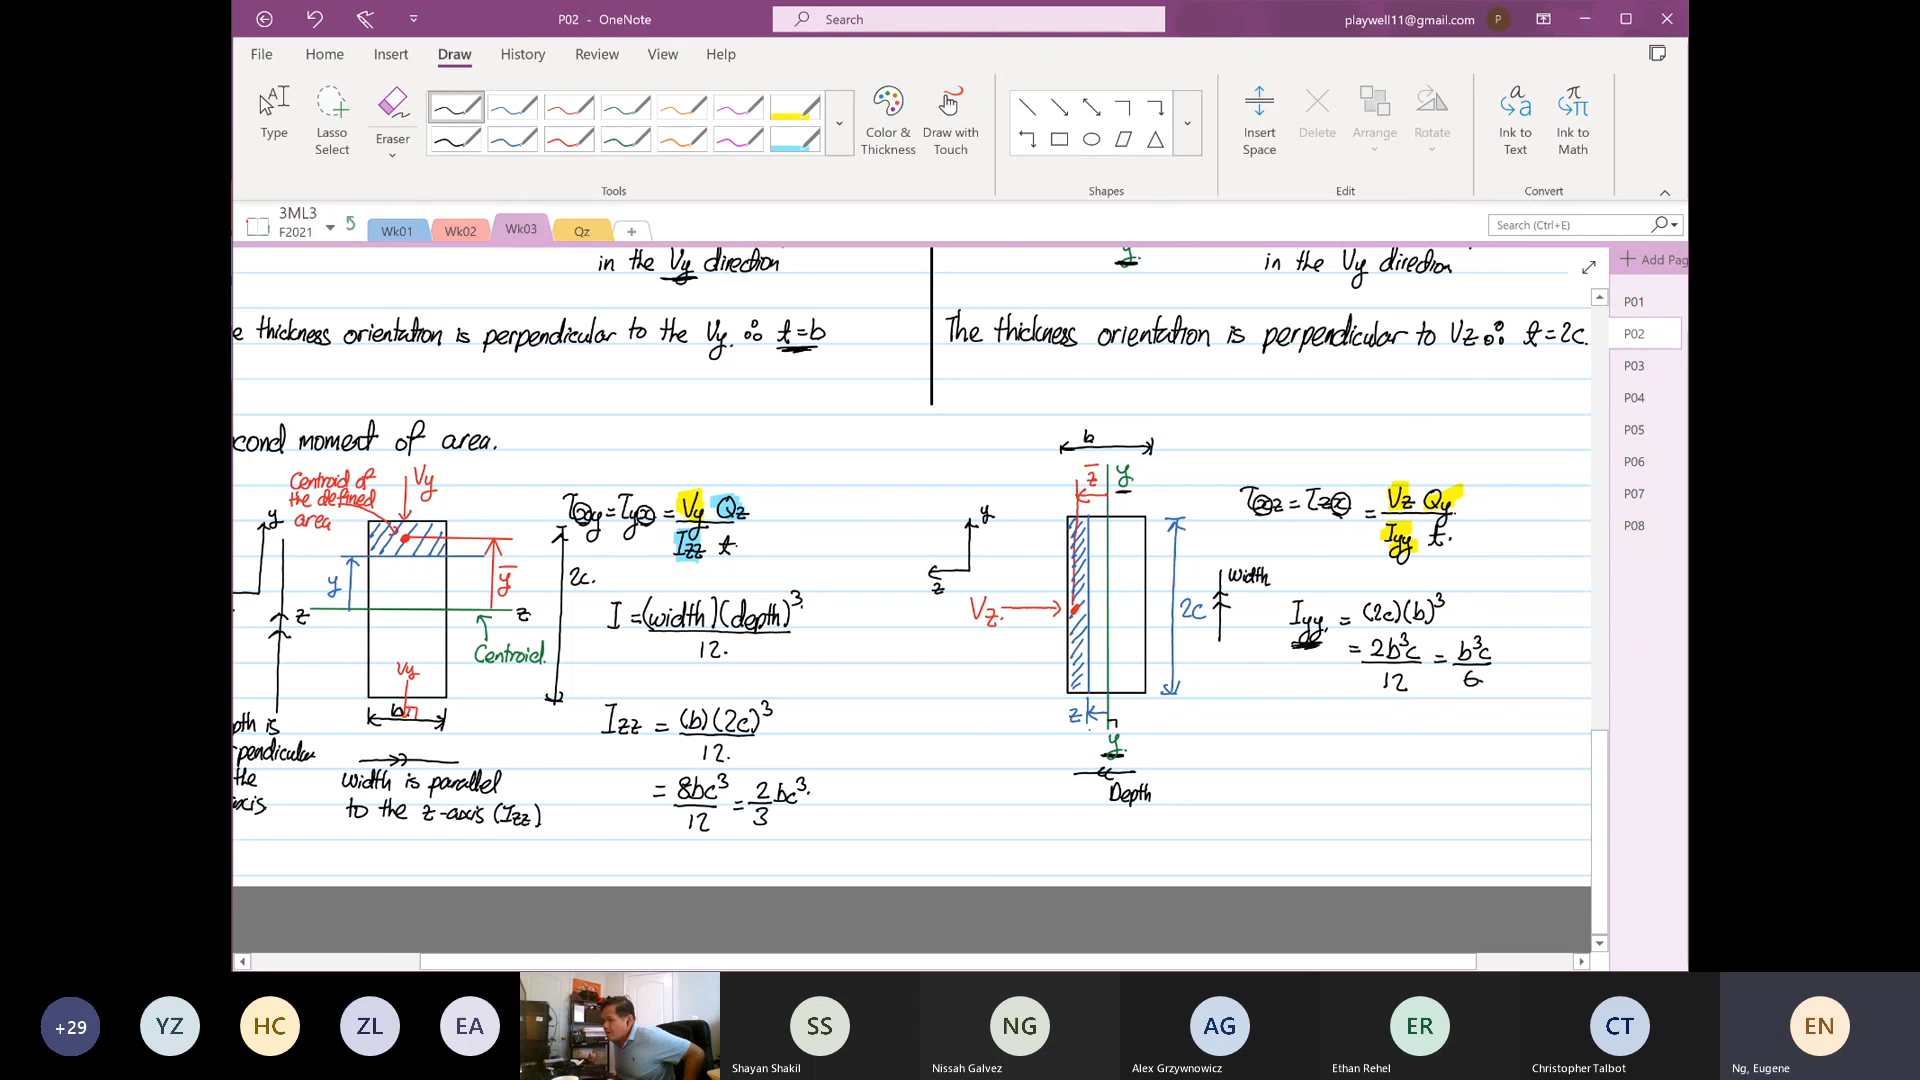 P02 - OneNote
Search
playwell11@gmail.com
P
File Home Insert Draw History Review View Help
Type
Lasso Select
Eraser
Color & Thickness
Draw with Touch
Insert Space
Delete
Arrange
Rotate
Ink to Text
Ink to Math
Tools
Shapes
Edit
Convert
3ML3
F2021
Wk01 Wk02 Wk03 Qz
Search (Ctrl+E)
Add Pag
P01
P02
P03
P04
P05
P06
P07
P08
in the Vy direction
e thickness orientation is perpendicular to the Vy. ∴ t=b
y.
in the Vy direction
The thickness orientation is perpendicular to Vz ∴ t=2c.
cond moment of area.
Centroid of
the defined
area
Vy
y
y
ȳ
z
z
Centroid.
Vy
b
2c.
pth is
rpendicular
the
axis
width is parallel
to the z-axis (Izz)
τxy = τyx = Vy Qz / Izz t
I = (width)(depth)³ / 12.
Izz = (b)(2c)³ / 12.
= 8bc³ / 12 = 2/3 bc³.
b
z̄
y
y
z
Vz.
2c
width
z
y.
Depth
τxz = τzx = Vz Qy / Iyy t.
Iyy = (2c)(b)³
= 2b³c / 12 = b³c / 6
+29
YZ
HC
ZL
EA
SS
Shayan Shakil
NG
Nissah Galvez
AG
Alex Grzywnowicz
ER
Ethan Rehel
CT
Christopher Talbot
EN
Ng, Eugene